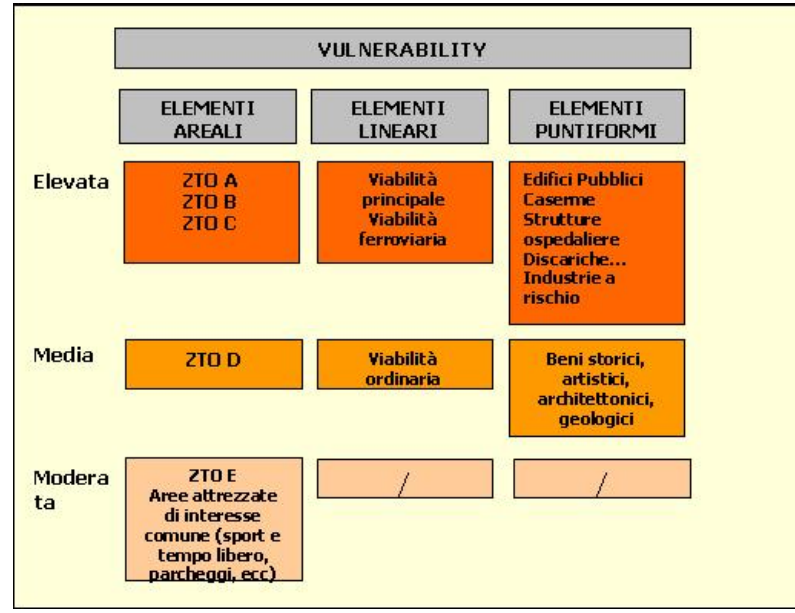 VULNERABILITY
ELEMENTI
AREALI
ELEMENTI
LINEARI
ELEMENTI
PUNTIFORMI
Elevata
ZTO A
ZTO B
ZTO C
Viabilità
principale
Viabilità
ferroviaria
Edifici Pubblici
Caserme
Strutture
ospedaliere
Discariche...
Industrie a
rischio
Media
ZTO D
Viabilità
ordinaria
Beni storici,
artistici,
architettonici,
geologici
Modera
ta
ZTO E
Aree attrezzate
di interesse
comune (sport e
tempo libero,
parcheggi, ecc)
/
/